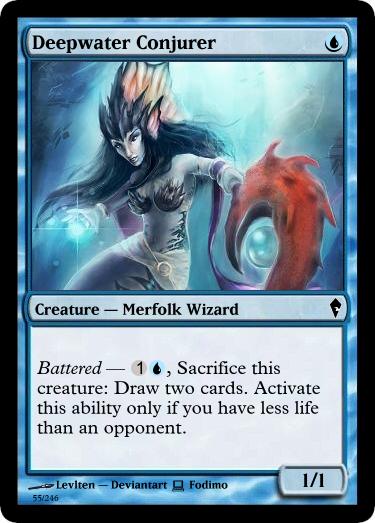 Deepwater Conjurer
Creature — Merfolk Wizard
Battered — 1, Sacrifice this
creature: Draw two cards. Activate
this ability only if you have less life
than an opponent.
1/1
Levlten — Deviantart Fodimo
55/246